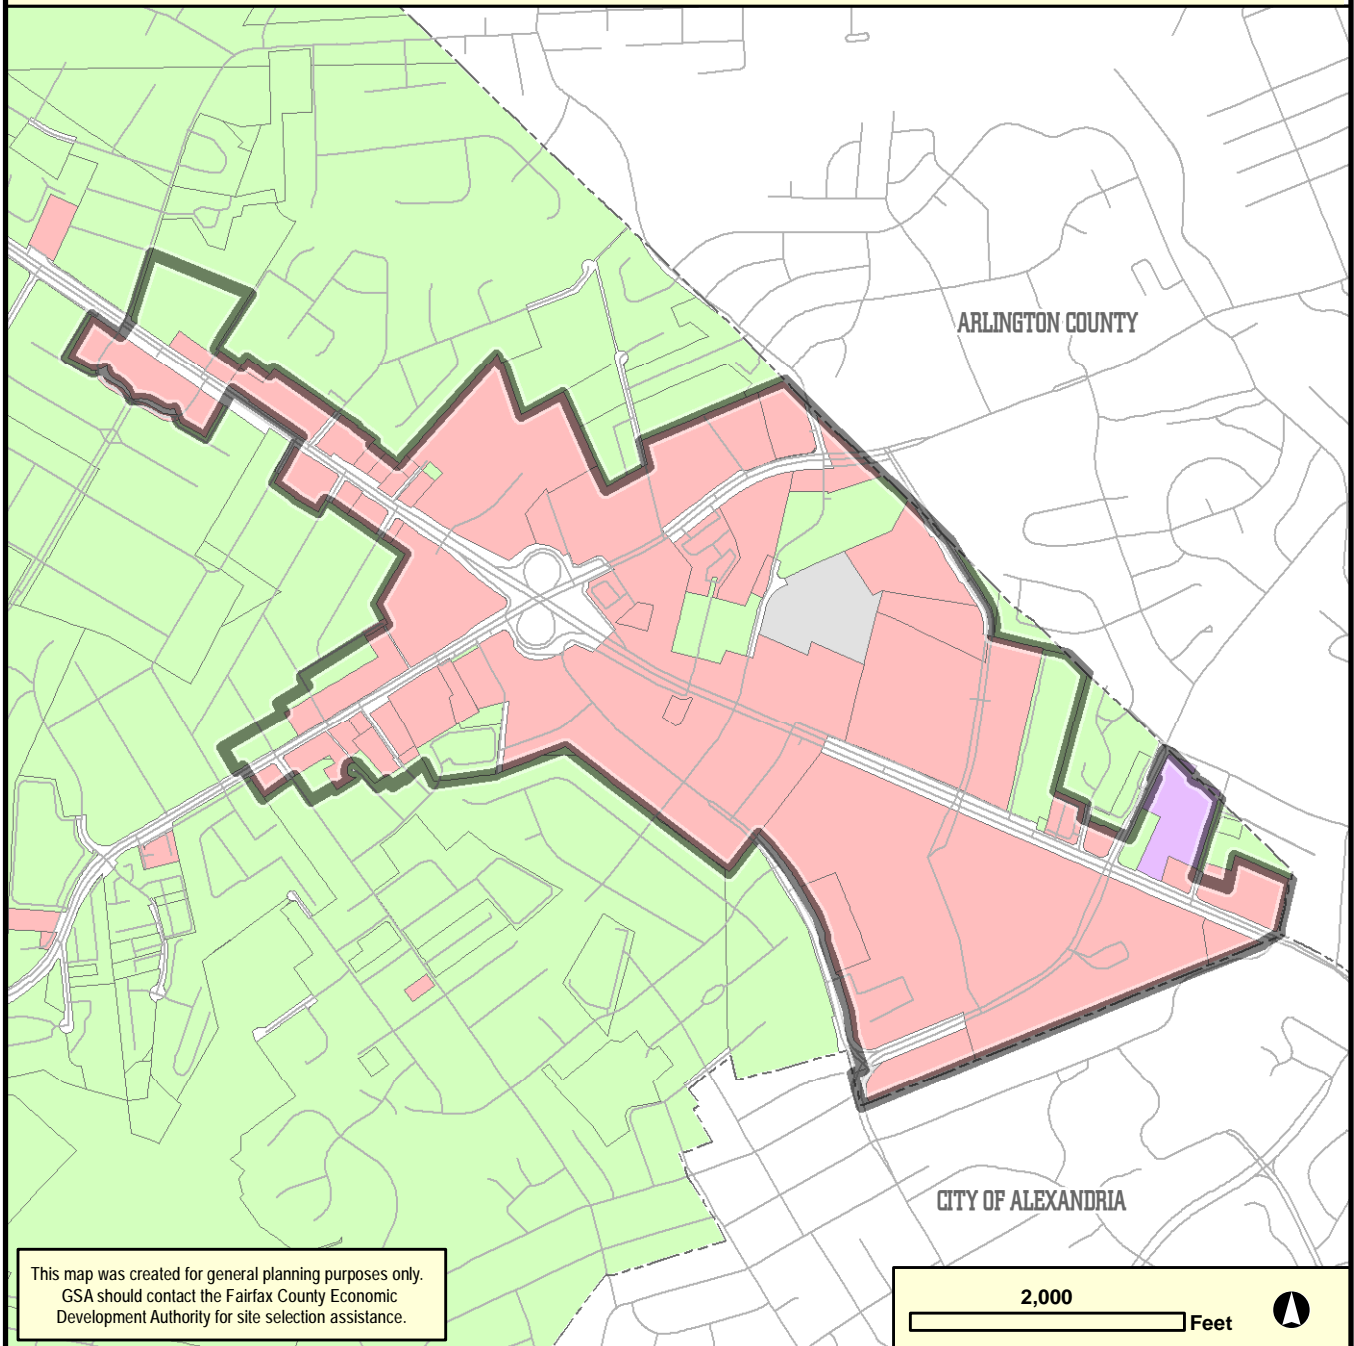 ARLINGTON COUNTY
CITY OF ALEXANDRIA
This map was created for general planning purposes only.
GSA should contact the Fairfax County Economic
Development Authority for site selection assistance.
2,000
Feet